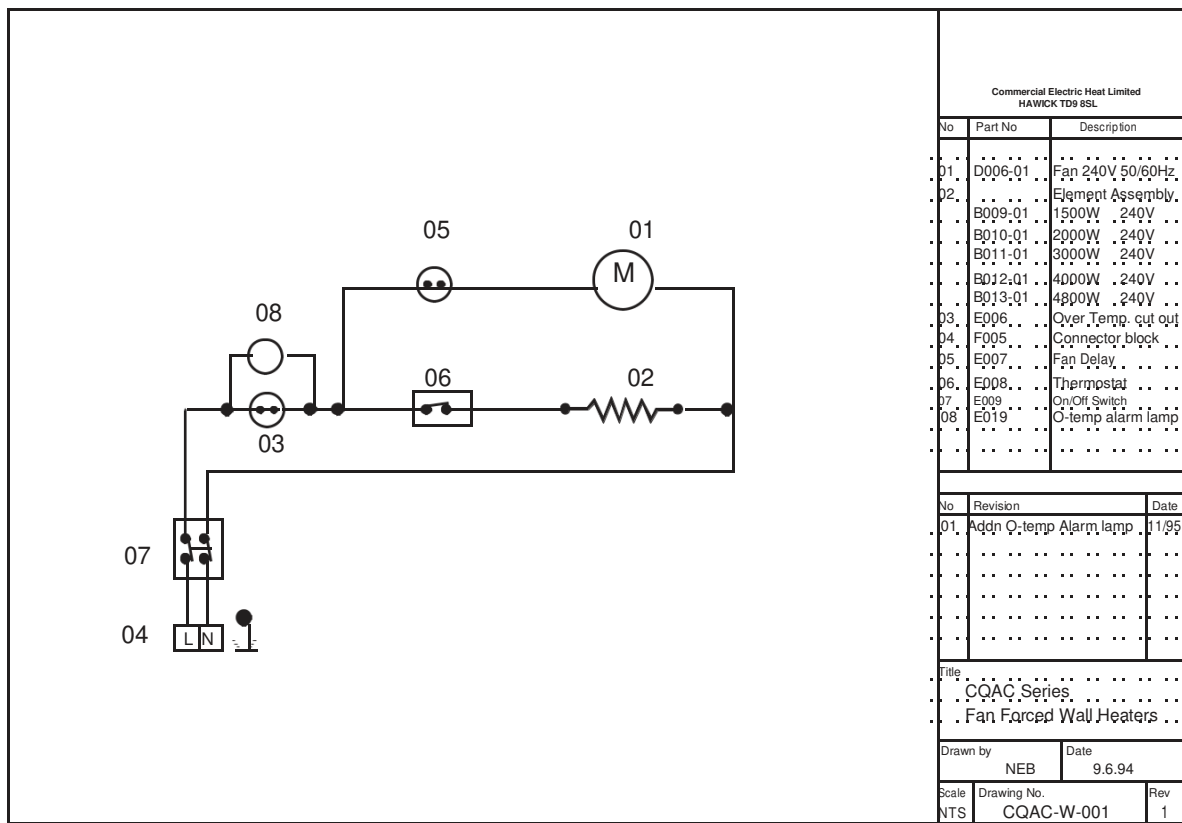 05
01
M
08
06
02
03
07
04
L N
Commercial Electric Heat Limited
HAWICK TD9 8SL
No Part No Description
01 D006-01 Fan 240V 50/60Hz
02 Element Assembly
B009-01 1500W 240V
B010-01 2000W 240V
B011-01 3000W 240V
B012-01 4000W 240V
B013-01 4800W 240V
03 E006 Over Temp. cut out
04 F005 Connector block
05 E007 Fan Delay
06 E008 Thermostat
07 E009 On/Off Switch
08 E019 O-temp alarm lamp
No Revision Date
01 Addn O-temp Alarm lamp 11/95
Title
CQAC Series
Fan Forced Wall Heaters
Drawn by Date
NEB 9.6.94
Scale Drawing No. Rev
NTS CQAC-W-001 1